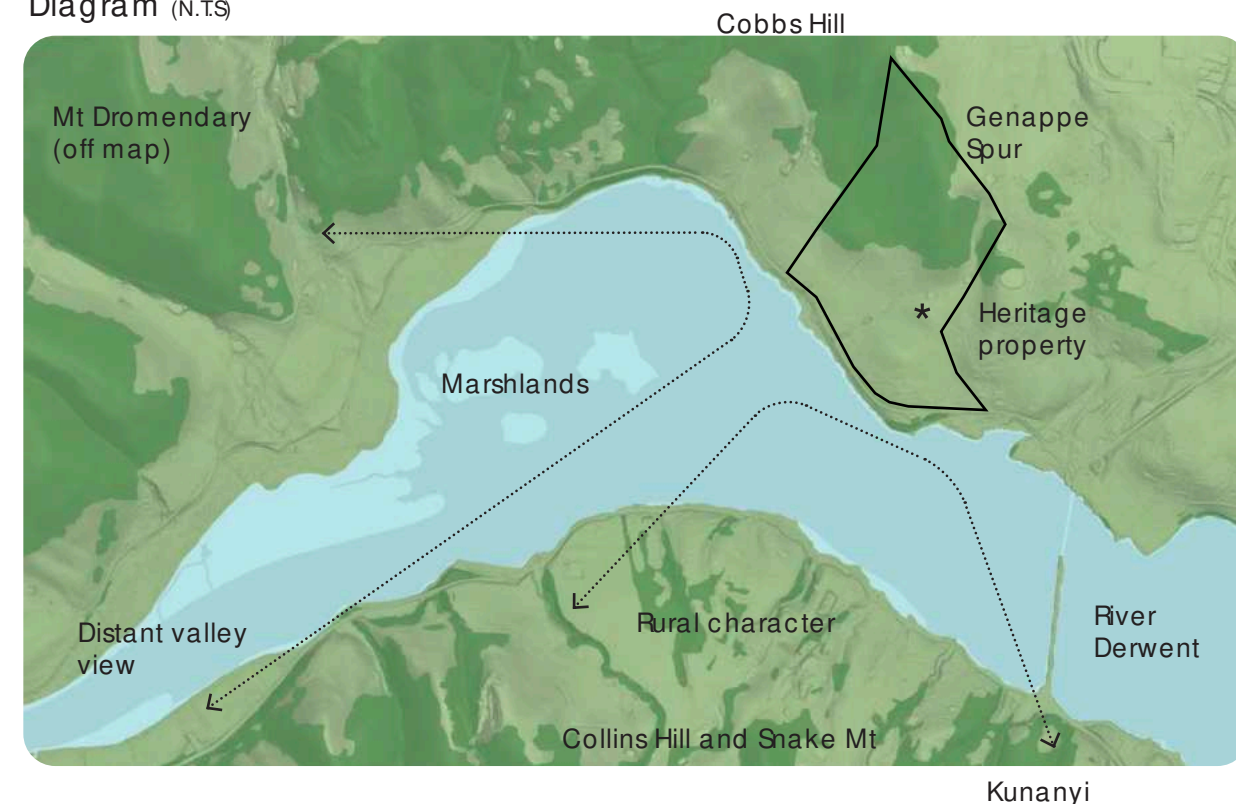 Diagram (N.T.S)
Cobbs Hill
Mt Dromendary
(off map)
Genappe
Spur
*
Heritage
property
Marshlands
Distant valley
view
Rural character
River
Derwent
Collins Hill and Snake Mt
Kunanyi